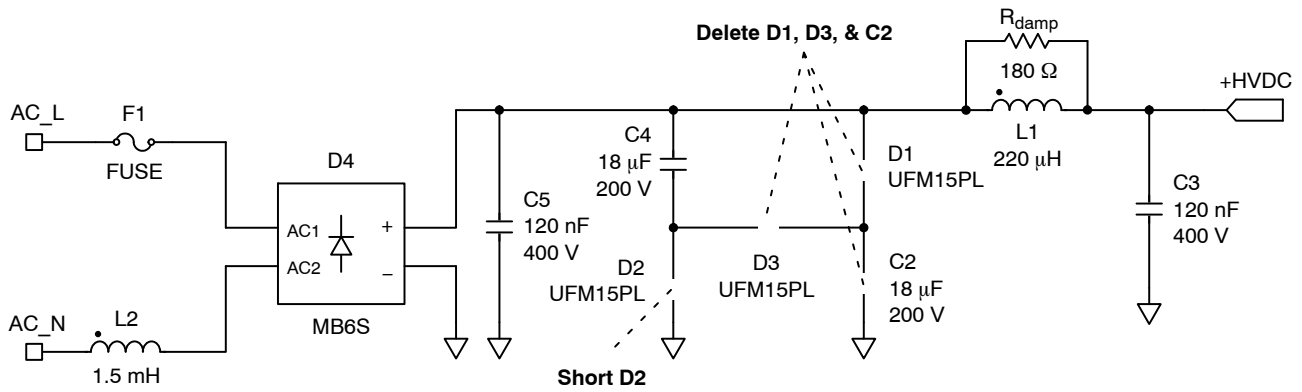 R_damp
Delete D1, D3, & C2
180 Ω
+HVDC
AC_L
F1
FUSE
L1
220 μH
C4
18 μF
200 V
D1
UFM15PL
D4
C5
120 nF
400 V
C3
120 nF
400 V
AC1
+
AC2
−
D2
UFM15PL
D3
UFM15PL
C2
18 μF
200 V
AC_N
L2
MB6S
1.5 mH
Short D2